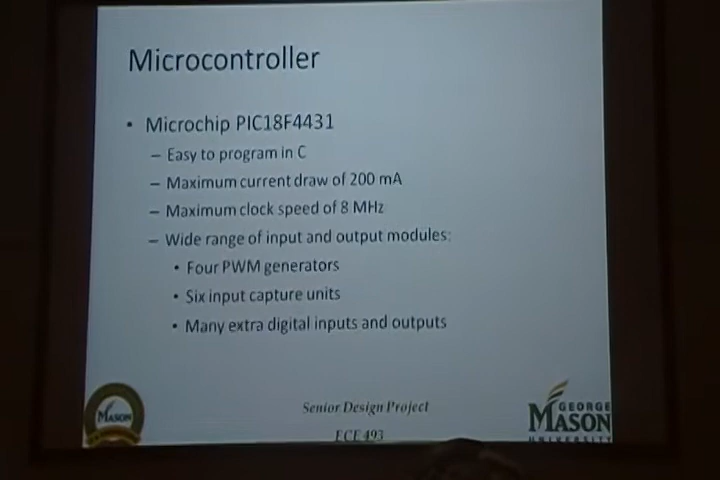 Microcontroller
• Microchip PIC18F4431
– Easy to program in C
– Maximum current draw of 200 mA
– Maximum clock speed of 8 MHz
– Wide range of input and output modules:
• Four PWM generators
• Six input capture units
• Many extra digital inputs and outputs
Senior Design Project
ECE 493
MASON
GEORGE
MASON
UNIVERSITY